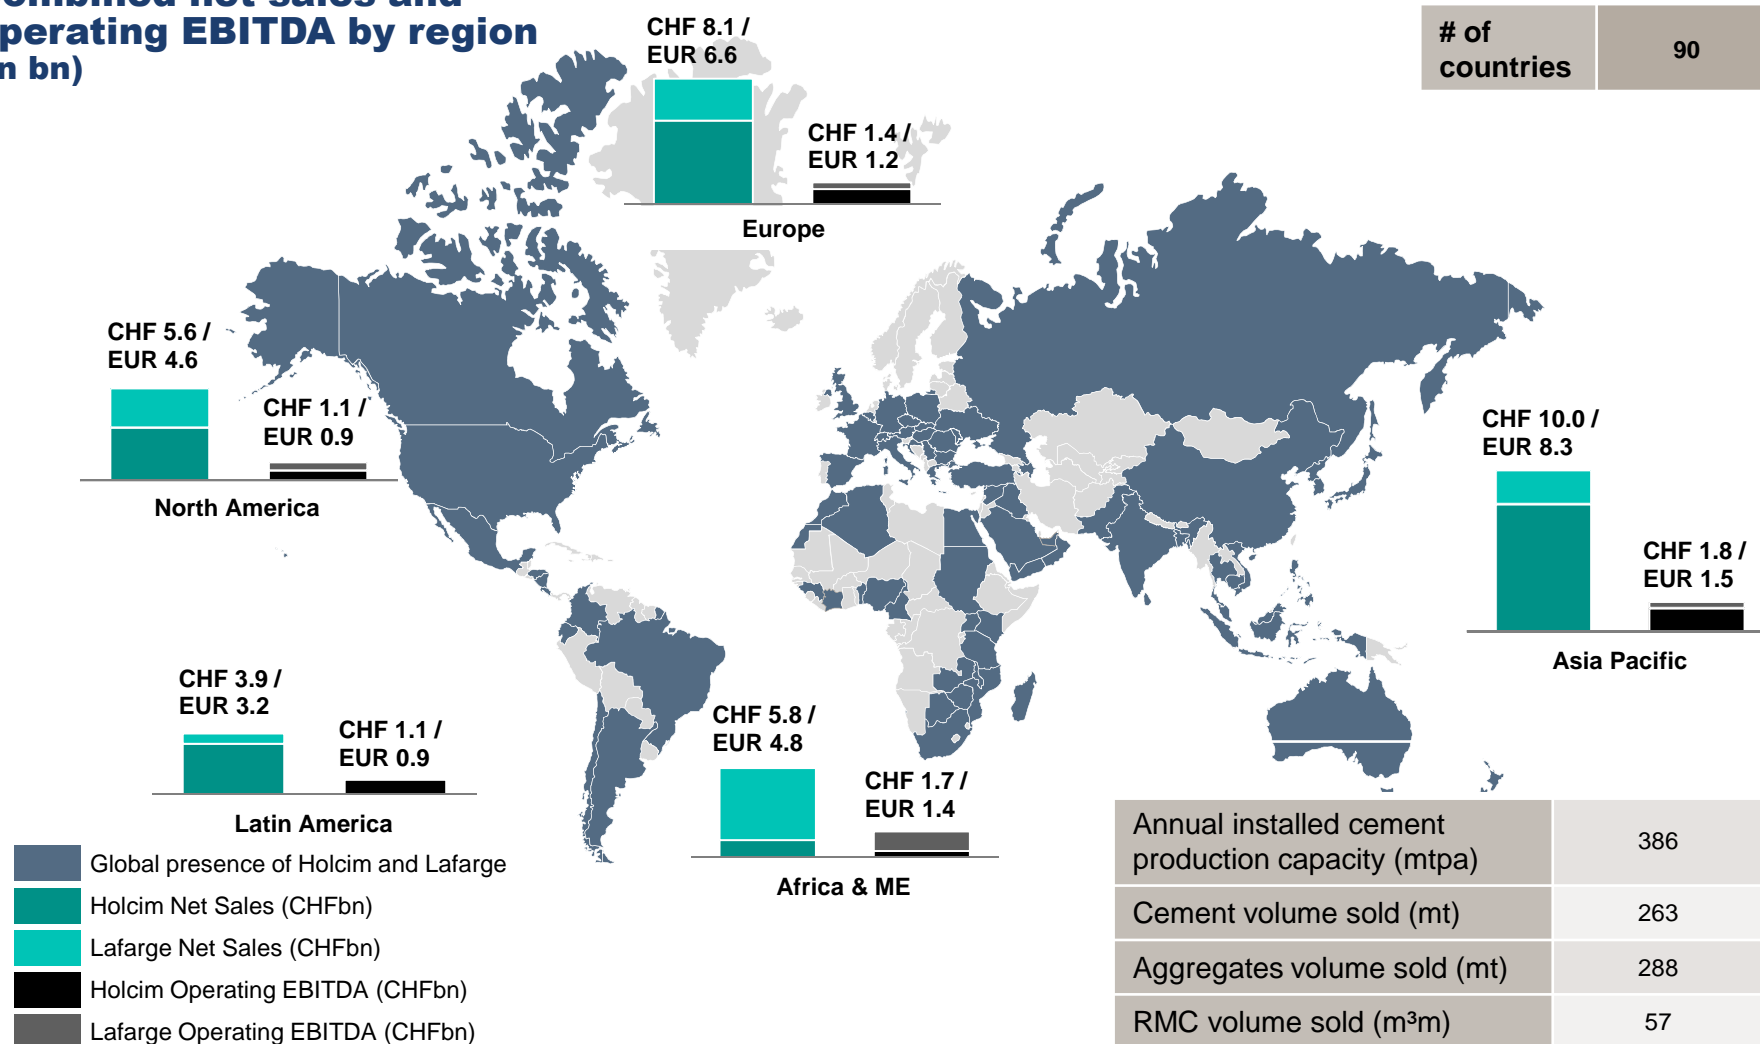 ombined net sales and
perating EBITDA by region
n bn)
# of
countries
90
CHF 8.1 /
EUR 6.6
CHF 1.4 /
EUR 1.2
Europe
CHF 5.6 /
EUR 4.6
CHF 1.1 /
EUR 0.9
North America
CHF 10.0 /
EUR 8.3
CHF 1.8 /
EUR 1.5
Asia Pacific
CHF 3.9 /
EUR 3.2
CHF 1.1 /
EUR 0.9
Latin America
CHF 5.8 /
EUR 4.8
CHF 1.7 /
EUR 1.4
Africa & ME
Global presence of Holcim and Lafarge
Holcim Net Sales (CHFbn)
Lafarge Net Sales (CHFbn)
Holcim Operating EBITDA (CHFbn)
Lafarge Operating EBITDA (CHFbn)
Annual installed cement
production capacity (mtpa)
386
Cement volume sold (mt)
263
Aggregates volume sold (mt)
288
RMC volume sold (m³m)
57